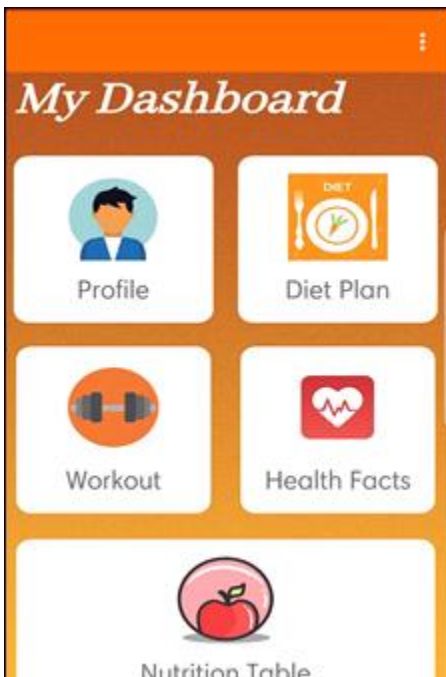 My Dashboard
DIET
Profile
Diet Plan
Workout
Health Facts
Nutrition Table